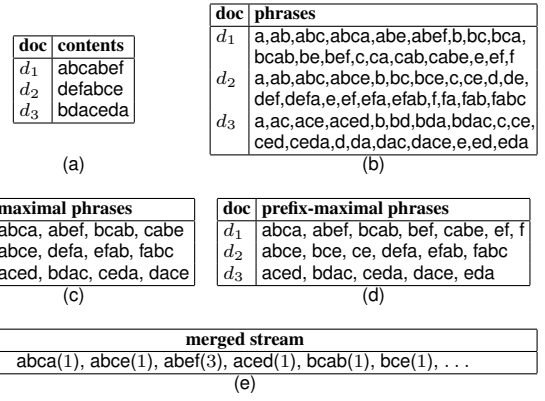 doc contents
d1 abcabef
d2 defabce
d3 bdaceda
(a)
doc phrases
d1 a,ab,abc,abca,abe,abef,b,bc,bca,
bcab,be,bef,c,ca,cab,cabe,e,ef,f
d2 a,ab,abc,abce,b,bc,bce,c,ce,d,de,
def,defa,e,ef,efa,efab,f,fa,fab,fabc
d3 a,ac,ace,aced,b,bd,bda,bdac,c,ce,
ced,ceda,d,da,dac,dace,e,ed,eda
(b)
maximal phrases
abca, abef, bcab, cabe
abce, defa, efab, fabc
aced, bdac, ceda, dace
(c)
doc prefix-maximal phrases
d1 abca, abef, bcab, bef, cabe, ef, f
d2 abce, bce, ce, defa, efab, fabc
d3 aced, bdac, ceda, dace, eda
(d)
merged stream
abca(1), abce(1), abef(3), aced(1), bcab(1), bce(1), . . .
(e)